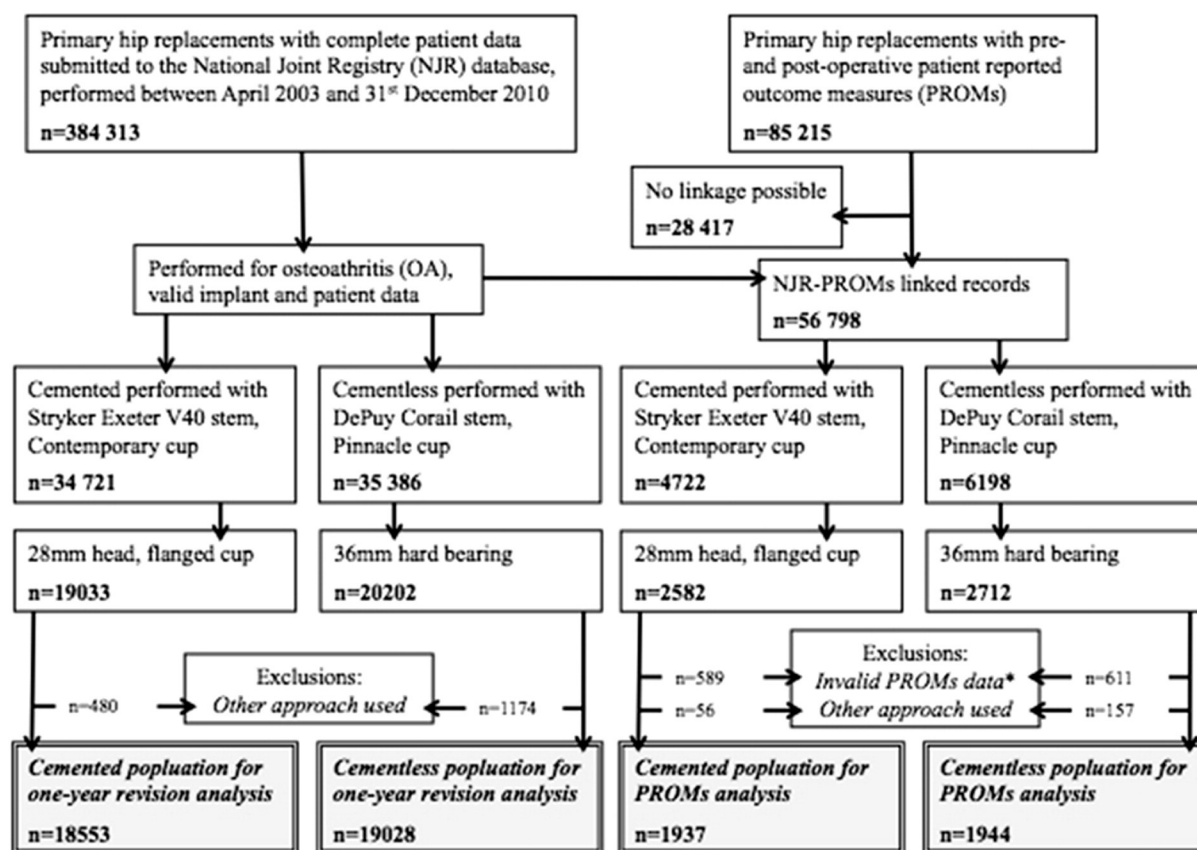 Primary hip replacements with complete patient data
submitted to the National Joint Registry (NJR) database,
performed between April 2003 and 31st December 2010
n=384 313
Primary hip replacements with pre-
and post-operative patient reported
outcome measures (PROMs)
n=85 215
No linkage possible
n=28 417
Performed for osteoathritis (OA),
valid implant and patient data
NJR-PROMs linked records
n=56 798
Cemented performed with
Stryker Exeter V40 stem,
Contemporary cup
n=34 721
Cementless performed with
DePuy Corail stem,
Pinnacle cup
n=35 386
Cemented performed with
Stryker Exeter V40 stem,
Contemporary cup
n=4722
Cementless performed with
DePuy Corail stem,
Pinnacle cup
n=6198
28mm head, flanged cup
n=19033
36mm hard bearing
n=20202
28mm head, flanged cup
n=2582
36mm hard bearing
n=2712
n=480
Exclusions:
Other approach used
n=1174
n=589
n=56
Exclusions:
Invalid PROMs data*
Other approach used
n=611
n=157
Cemented popluation for
one-year revision analysis
n=18553
Cementless popluation for
one-year revision analysis
n=19028
Cemented popluation for
PROMs analysis
n=1937
Cementless popluation for
PROMs analysis
n=1944